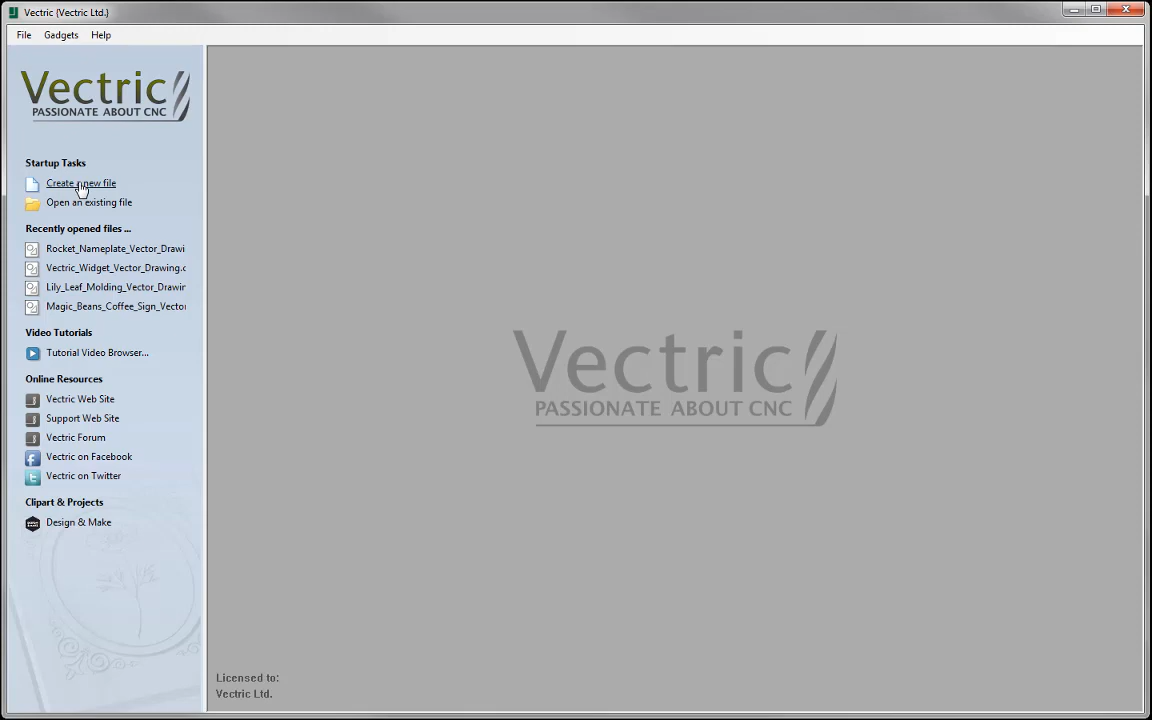 Vectric {Vectric Ltd.}
File Gadgets Help
Vectric
PASSIONATE ABOUT CNC
Startup Tasks
Create a new file
Open an existing file
Recently opened files ...
Rocket_Nameplate_Vector_Drawi
Vectric_Widget_Vector_Drawing.c
Lily_Leaf_Molding_Vector_Drawin
Magic_Beans_Coffee_Sign_Vector
Video Tutorials
Tutorial Video Browser...
Online Resources
Vectric Web Site
Support Web Site
Vectric Forum
Vectric on Facebook
Vectric on Twitter
Clipart & Projects
Design & Make
Vectric
PASSIONATE ABOUT CNC
Licensed to:
Vectric Ltd.